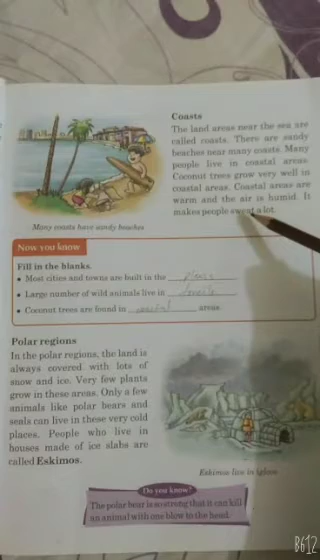 Coasts
The land areas near the sea are
called coasts. There are sandy
beaches near many coasts. Many
people live in coastal areas.
Coconut trees grow very well in
coastal areas. Coastal areas are
warm and the air is humid. It
makes people sweat a lot.
Many coasts have sandy beaches
Now you know
Fill in the blanks.
• Most cities and towns are built in the plains
• Large number of wild animals live in
• Coconut trees are found in coastal areas.
Polar regions
In the polar regions, the land is
always covered with lots of
snow and ice. Very few plants
grow in these areas. Only a few
animals like polar bears and
seals can live in these very cold
places. People who live in
houses made of ice slabs are
called Eskimos.
Eskimos live in igloos
Do you know?
The polar bear is so strong that it can kill
an animal with one blow to the head.
B612